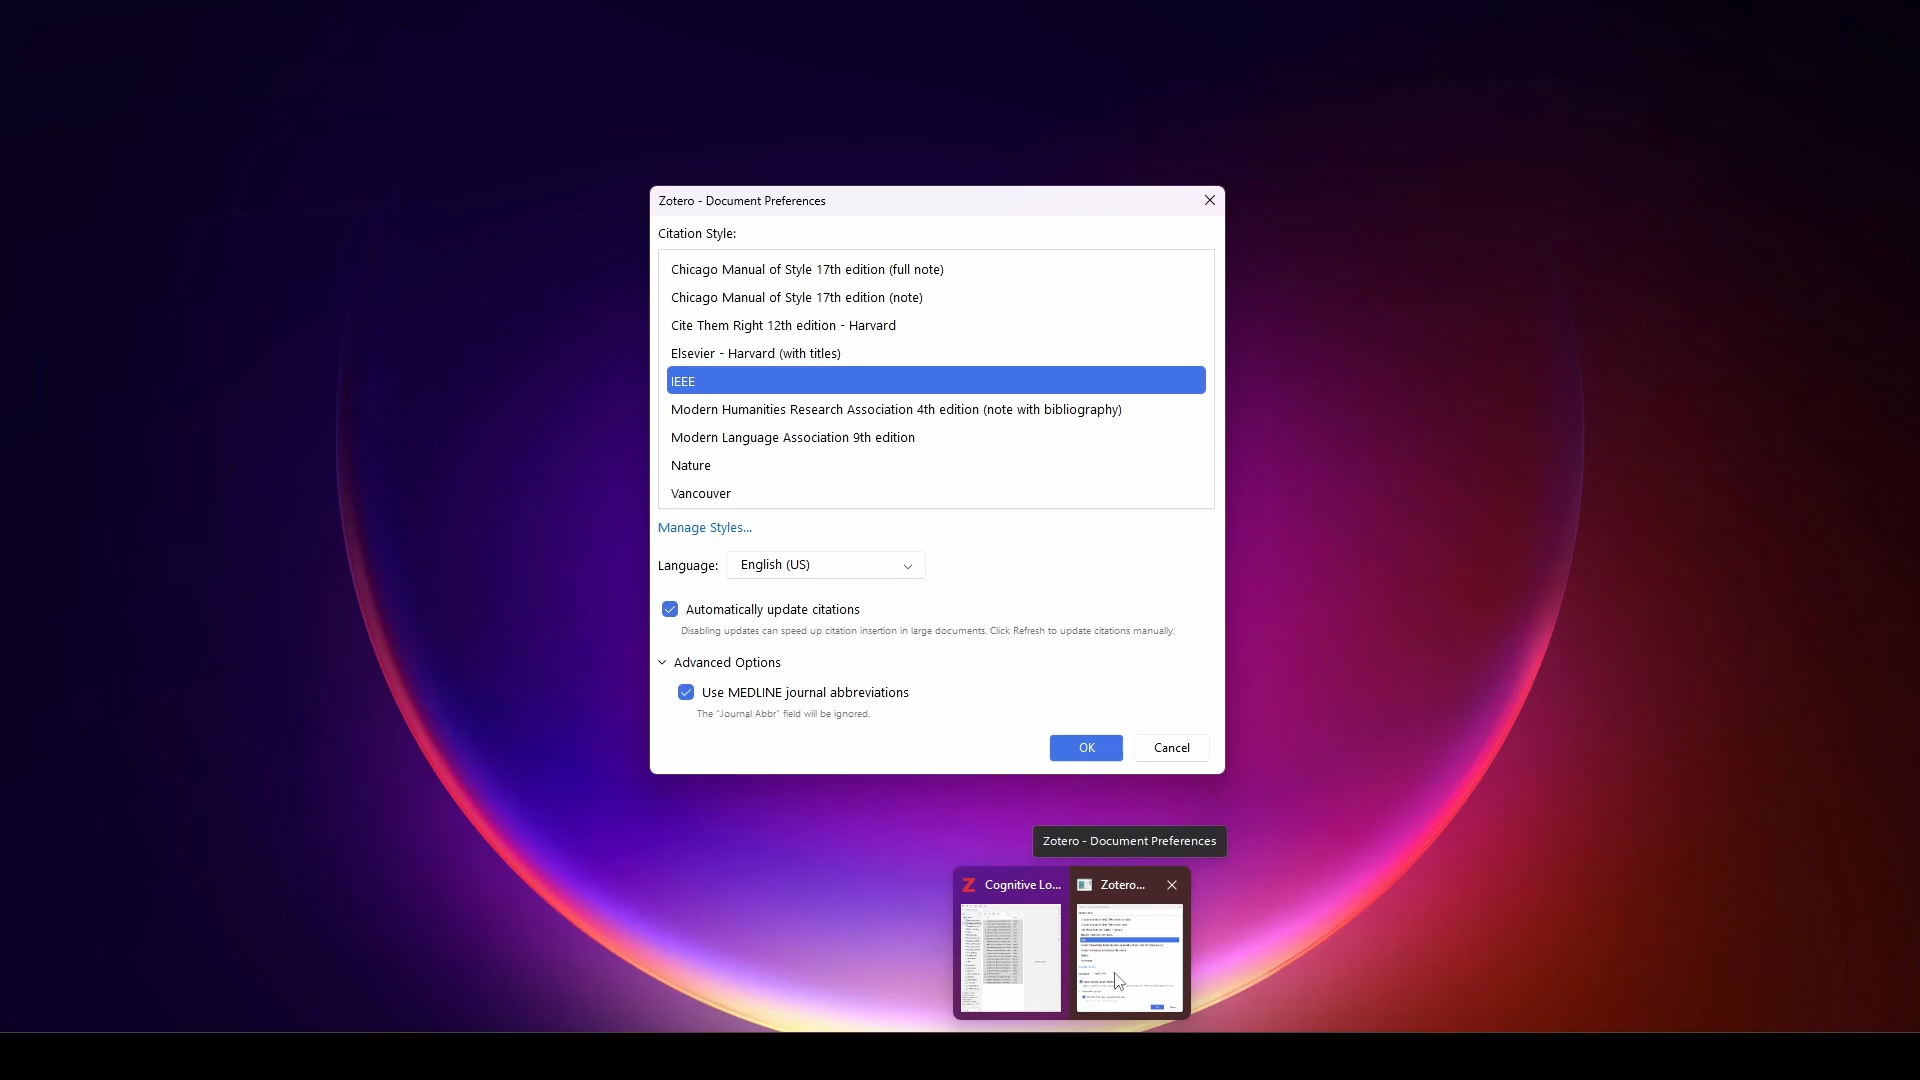 Zotero - Document Preferences
Citation Style:
Chicago Manual of Style 17th edition (full note)
Chicago Manual of Style 17th edition (note)
Cite Them Right 12th edition - Harvard
Elsevier - Harvard (with titles)
IEEE
Modern Humanities Research Association 4th edition (note with bibliography)
Modern Language Association 9th edition
Nature
Vancouver
Manage Styles...
Language: English (US)
Automatically update citations
Disabling updates can speed up citation insertion in large documents. Click Refresh to update citations manually.
Advanced Options
Use MEDLINE journal abbreviations
The "Journal Abbr" field will be ignored.
OK Cancel
Zotero - Document Preferences
Z Cognitive Lo... Zotero...